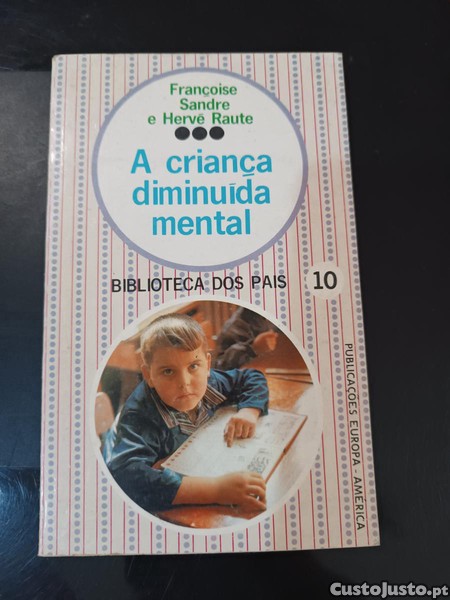 Françoise
Sandre
e Hervé Raute
A criança
diminuída
mental
BIBLIOTECA DOS PAIS 10
PUBLICAÇÕES EUROPA-AMÉRICA
CustoJusto.pt